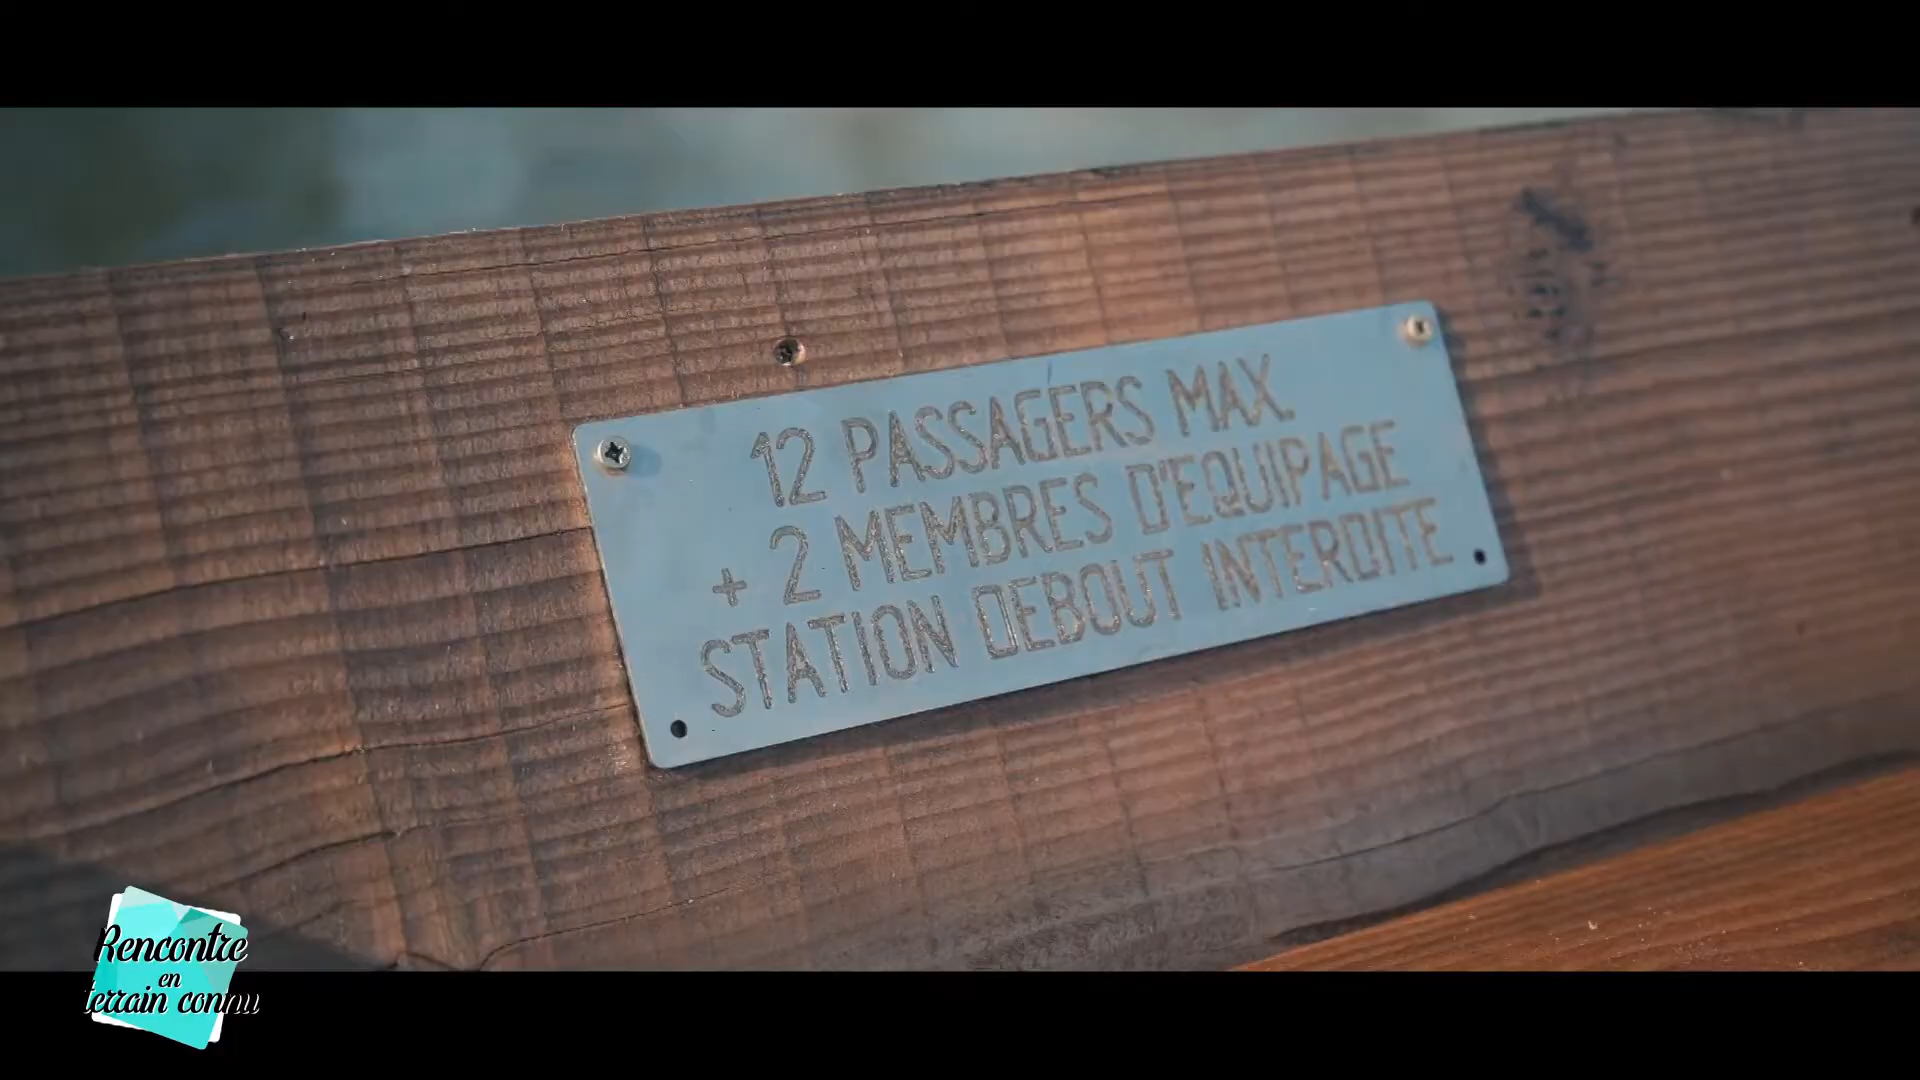 12 PASSAGERS MAX.
+ 2 MEMBRES D'EQUIPAGE
STATION DEBOUT INTERDITE
Rencontre
en
terrain connu